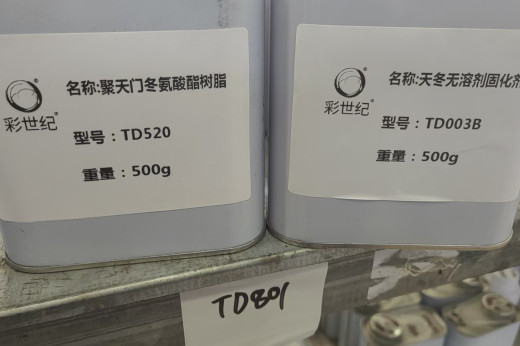 彩世纪®
名称:聚天门冬氨酸酯树脂
型号：TD520
重量：500g
彩世纪®
名称:天冬无溶剂固化剂
型号：TD003B
重量：500g
TD801